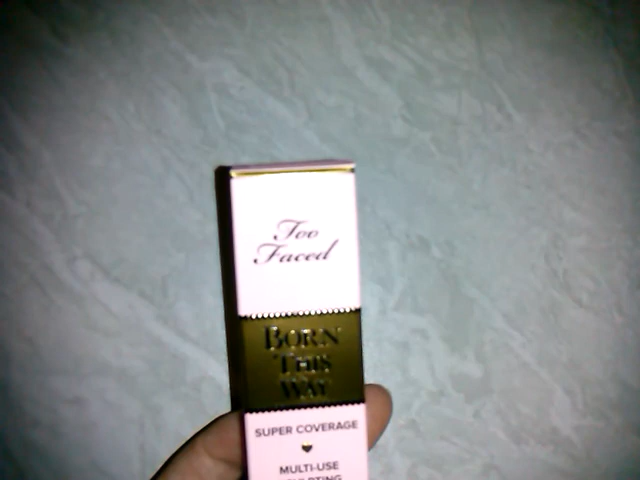 Too
Faced
BORN
THIS
WAY
SUPER COVERAGE
MULTI-USE